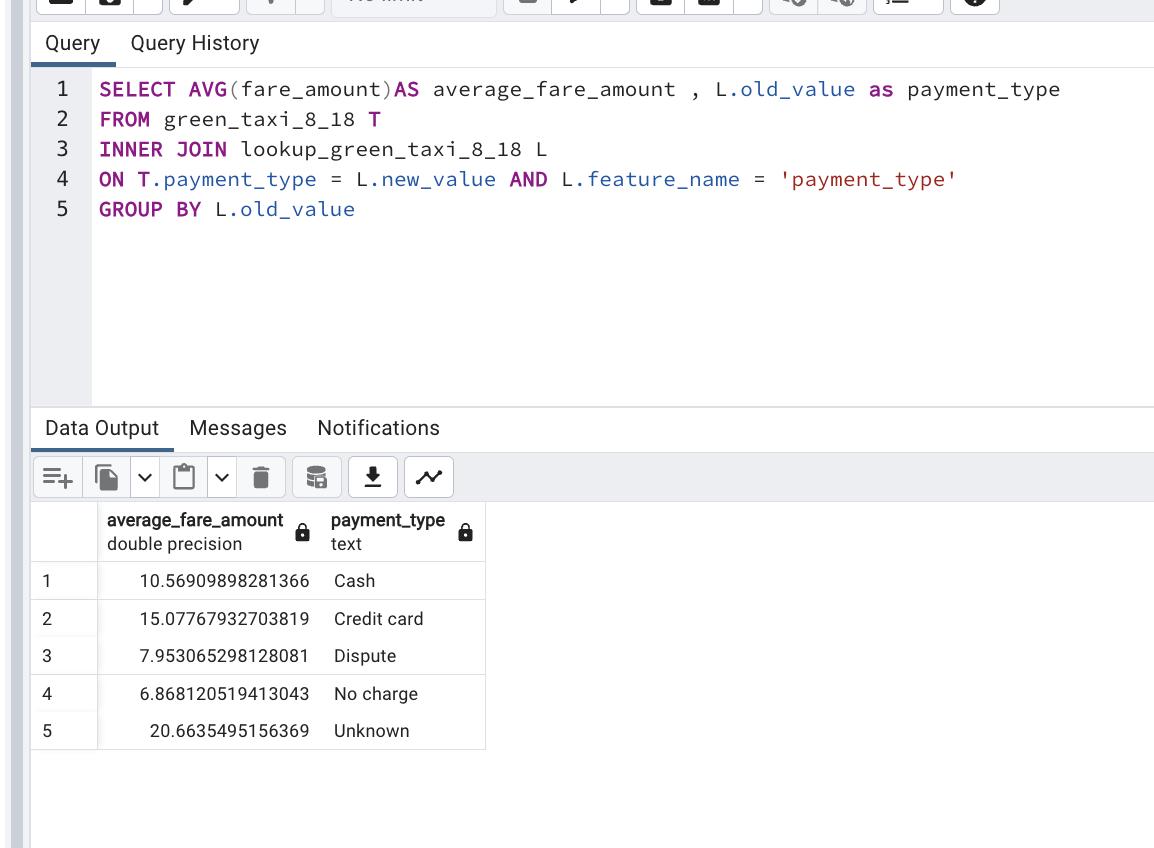 Query Query History
1 SELECT AVG(fare_amount)AS average_fare_amount , L.old_value as payment_type
2 FROM green_taxi_8_18 T
3 INNER JOIN lookup_green_taxi_8_18 L
4 ON T.payment_type = L.new_value AND L.feature_name = 'payment_type'
5 GROUP BY L.old_value
Data Output Messages Notifications
average_fare_amount payment_type
double precision text
1 10.56909898281366 Cash
2 15.07767932703819 Credit card
3 7.953065298128081 Dispute
4 6.868120519413043 No charge
5 20.6635495156369 Unknown